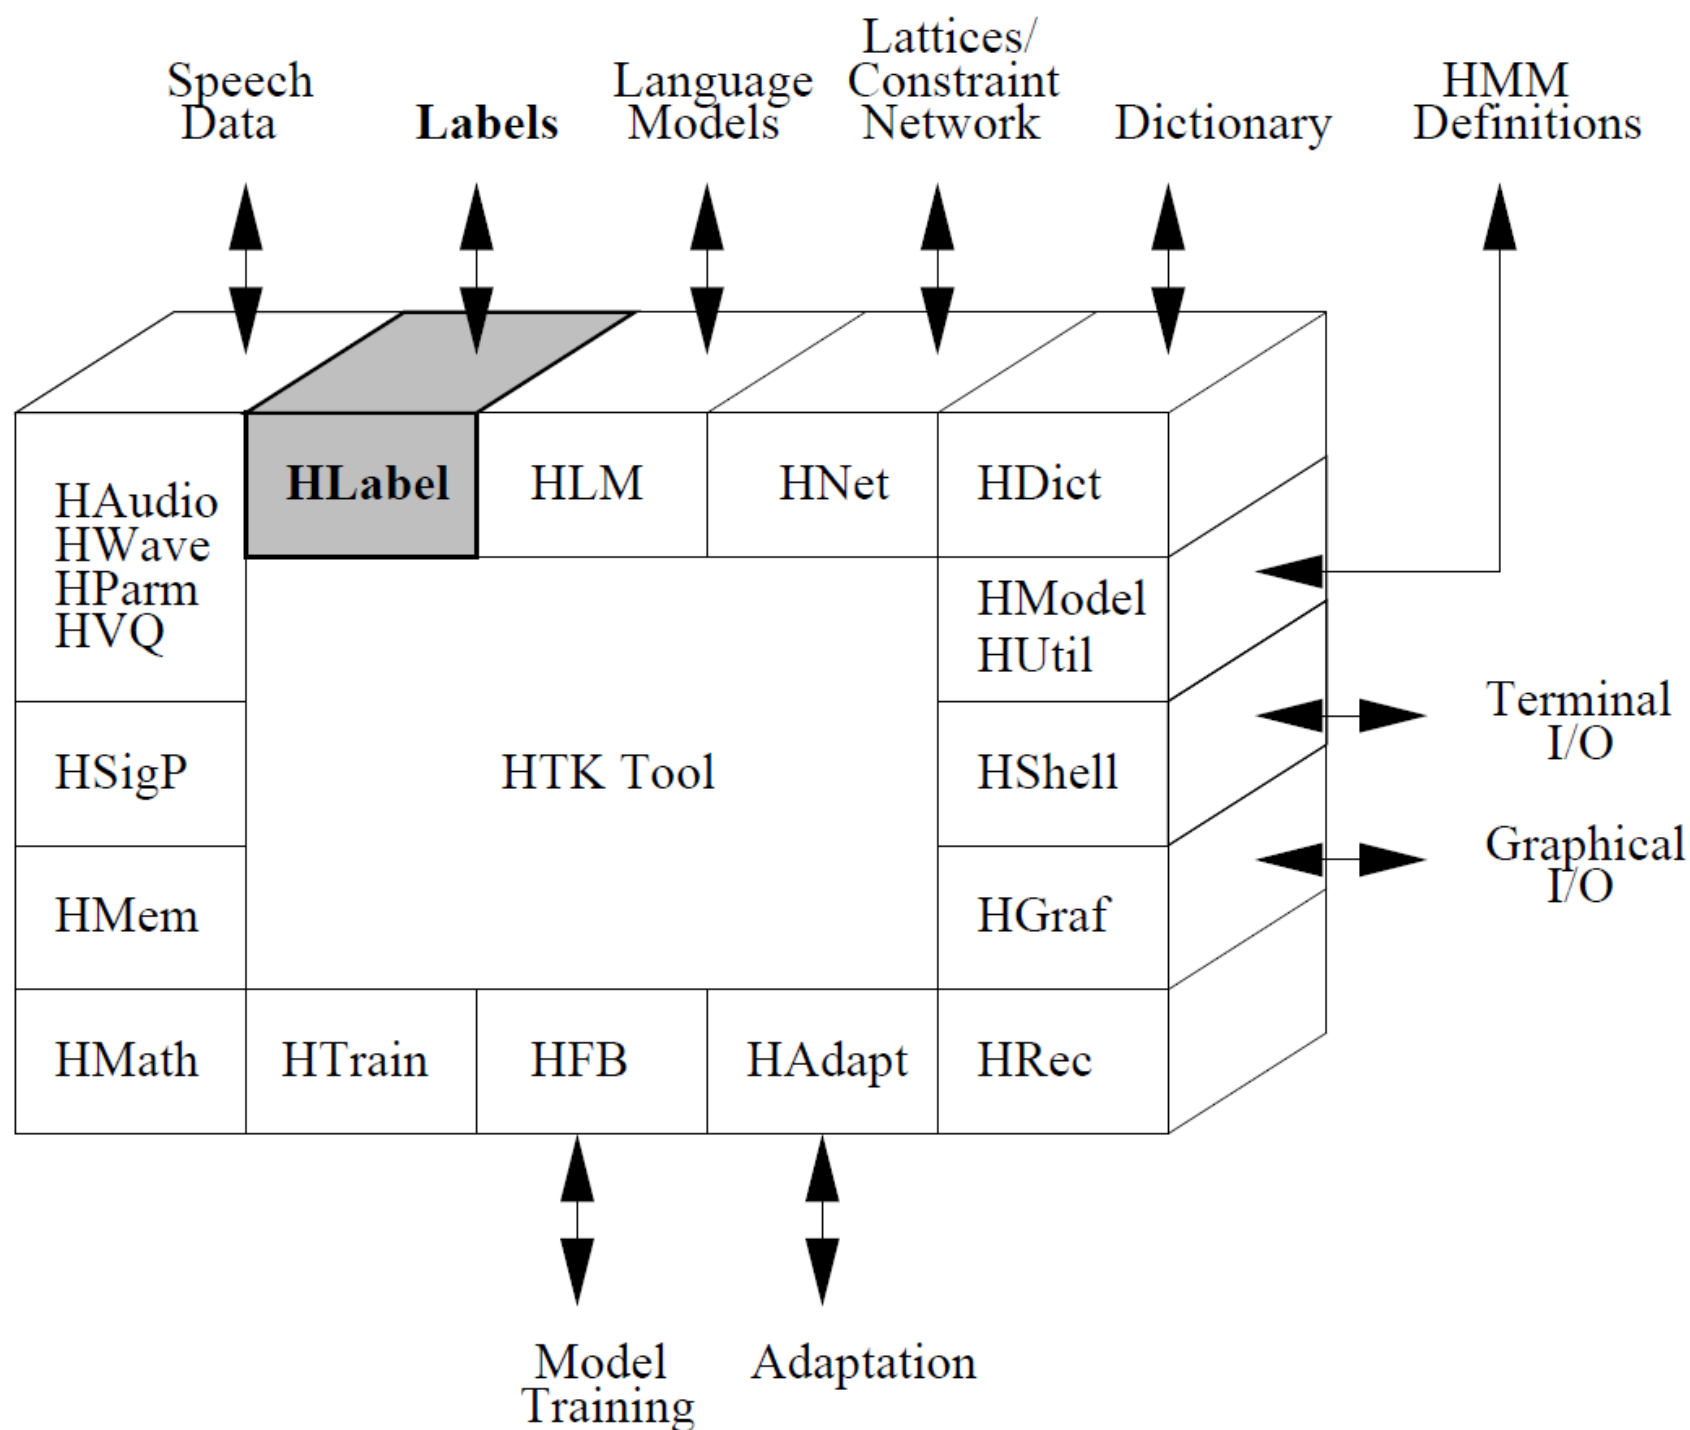 Speech
Data
Labels
Language
Models
Lattices/
Constraint
Network
Dictionary
HMM
Definitions
HAudio
HWave
HParm
HVQ
HLabel
HLM
HNet
HDict
HModel
HUtil
HSigP
HTK Tool
HShell
Terminal
I/O
HMem
HGraf
Graphical
I/O
HMath
HTrain
HFB
HAdapt
HRec
Model
Training
Adaptation